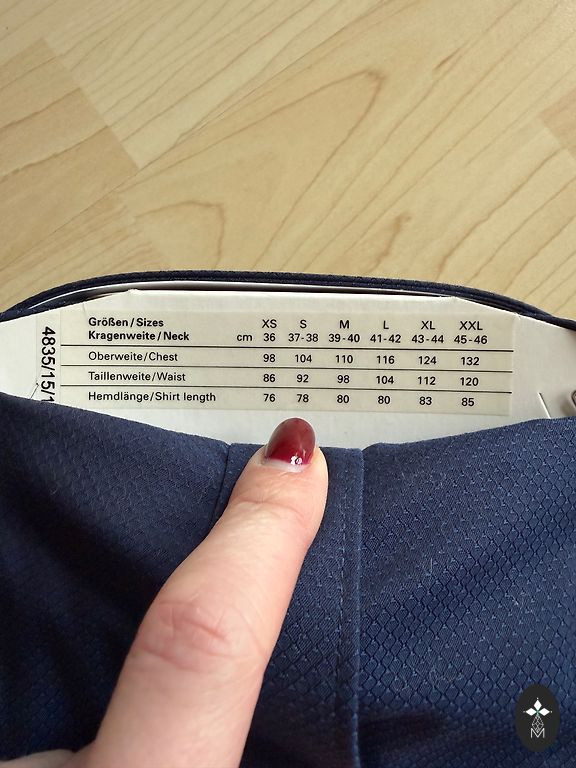 Größen/Sizes XS S M L XL XXL
Kragenweite/Neck cm 36 37-38 39-40 41-42 43-44 45-46
Oberweite/Chest 98 104 110 116 124 132
Taillenweite/Waist 86 92 98 104 112 120
Hemdlänge/Shirt length 76 78 80 80 83 85
4835/15/1
M